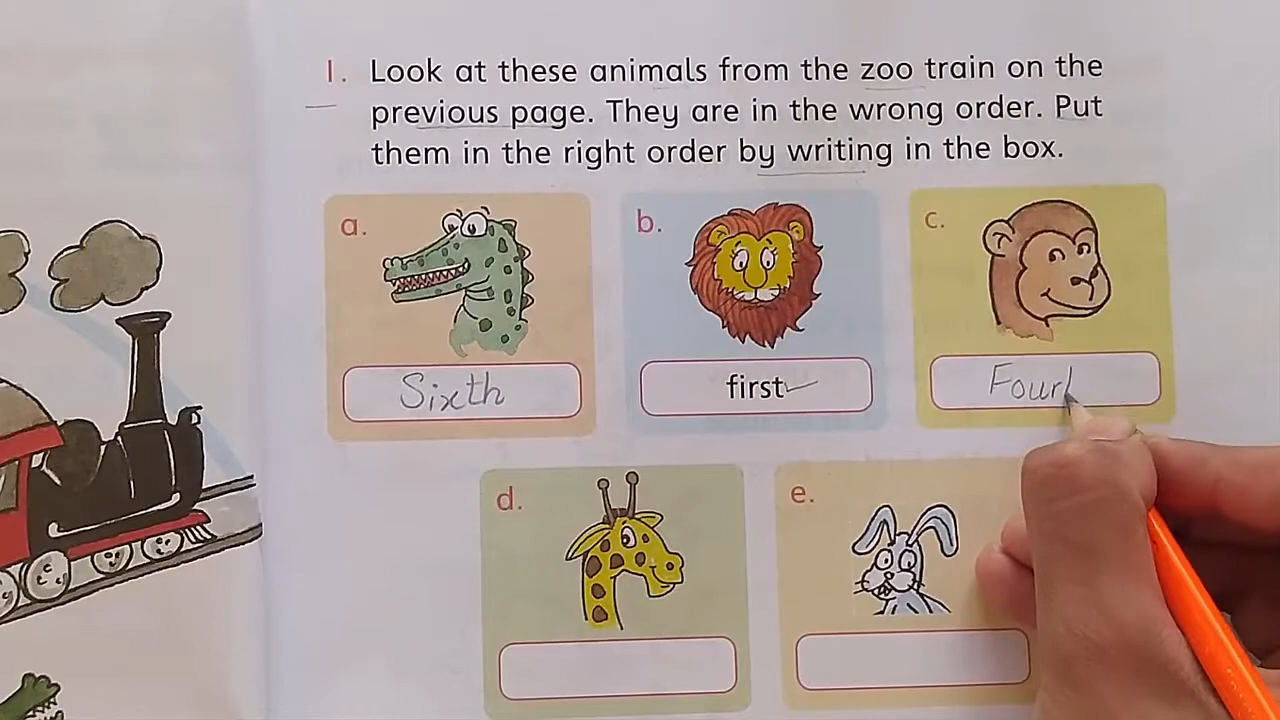 1. Look at these animals from the zoo train on the
previous page. They are in the wrong order. Put
them in the right order by writing in the box.
a.
b.
c.
Sixth
first
Four
d.
e.